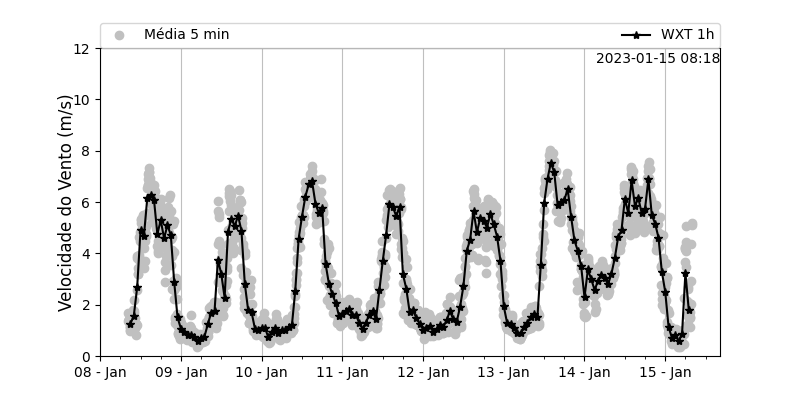 Média 5 min
WXT 1h
2023-01-15 08:18
Velocidade do Vento (m/s)
12
10
8
6
4
2
0
08 - Jan 09 - Jan 10 - Jan 11 - Jan 12 - Jan 13 - Jan 14 - Jan 15 - Jan